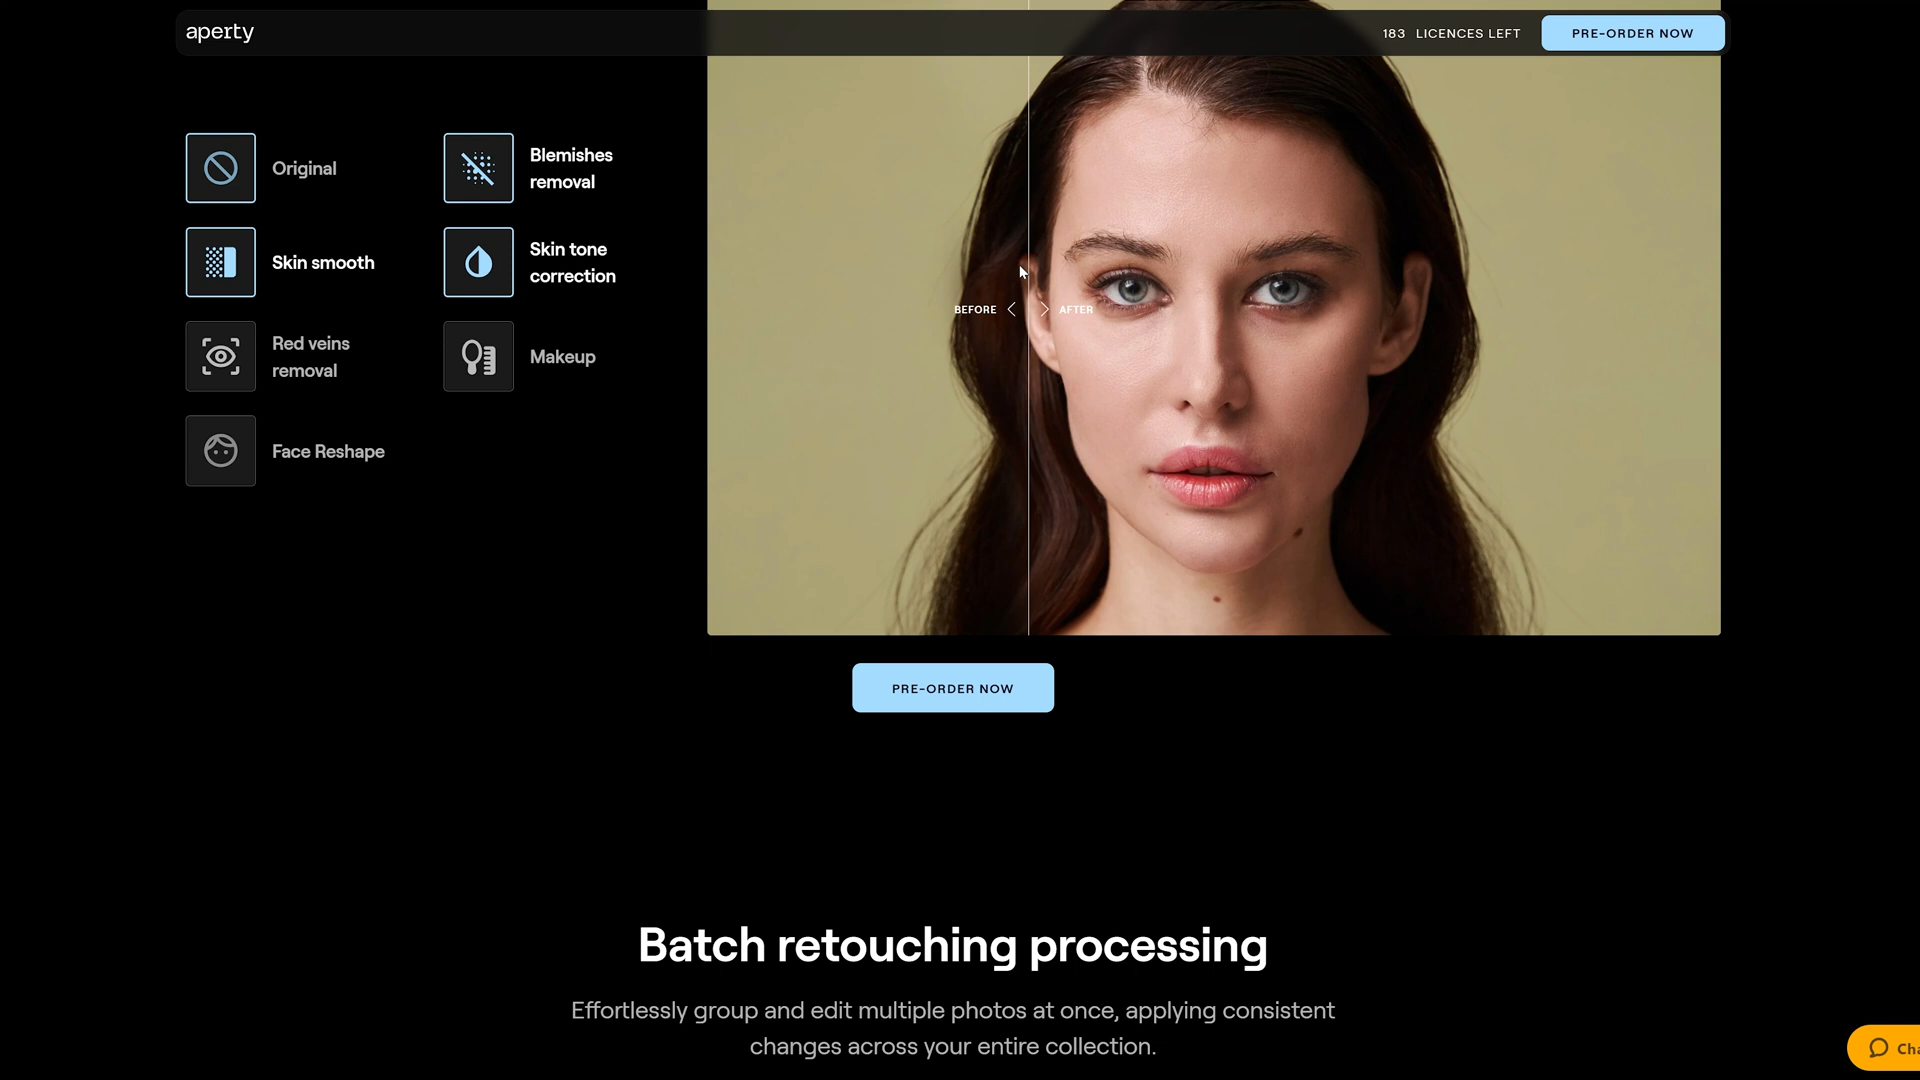 aperty
183 LICENCES LEFT
PRE-ORDER NOW
Original
Blemishes
removal
Skin smooth
Skin tone
correction
Red veins
removal
Makeup
Face Reshape
BEFORE
AFTER
PRE-ORDER NOW
Batch retouching processing
Effortlessly group and edit multiple photos at once, applying consistent
changes across your entire collection.